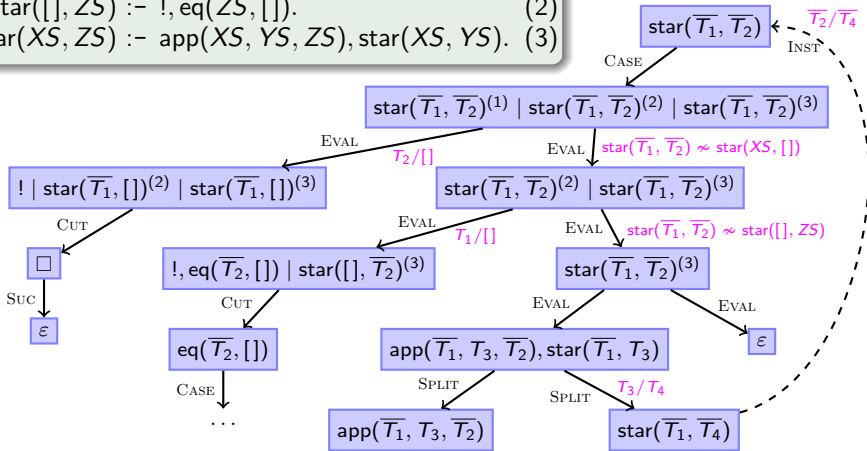 tar([], ZS) :- !, eq(ZS, []). (2)
ar(XS, ZS) :- app(XS, YS, ZS), star(XS, YS). (3)
star(T̅₁, T̅₂)
T̅₂/T̅₄
INST
CASE
star(T̅₁, T̅₂)⁽¹⁾ | star(T̅₁, T̅₂)⁽²⁾ | star(T̅₁, T̅₂)⁽³⁾
EVAL
T₂/[]
EVAL
star(T̅₁, T̅₂) ≁ star(XS, [])
! | star(T̅₁, [])⁽²⁾ | star(T̅₁, [])⁽³⁾
star(T̅₁, T̅₂)⁽²⁾ | star(T̅₁, T̅₂)⁽³⁾
CUT
EVAL
T₁/[]
EVAL
star(T̅₁, T̅₂) ≁ star([], ZS)
□
!, eq(T̅₂, []) | star([], T̅₂)⁽³⁾
star(T̅₁, T̅₂)⁽³⁾
SUC
CUT
EVAL
EVAL
ε
eq(T̅₂, [])
app(T̅₁, T₃, T̅₂), star(T̅₁, T₃)
ε
CASE
SPLIT
SPLIT
T₃/T₄
...
app(T̅₁, T₃, T̅₂)
star(T̅₁, T̅₄)